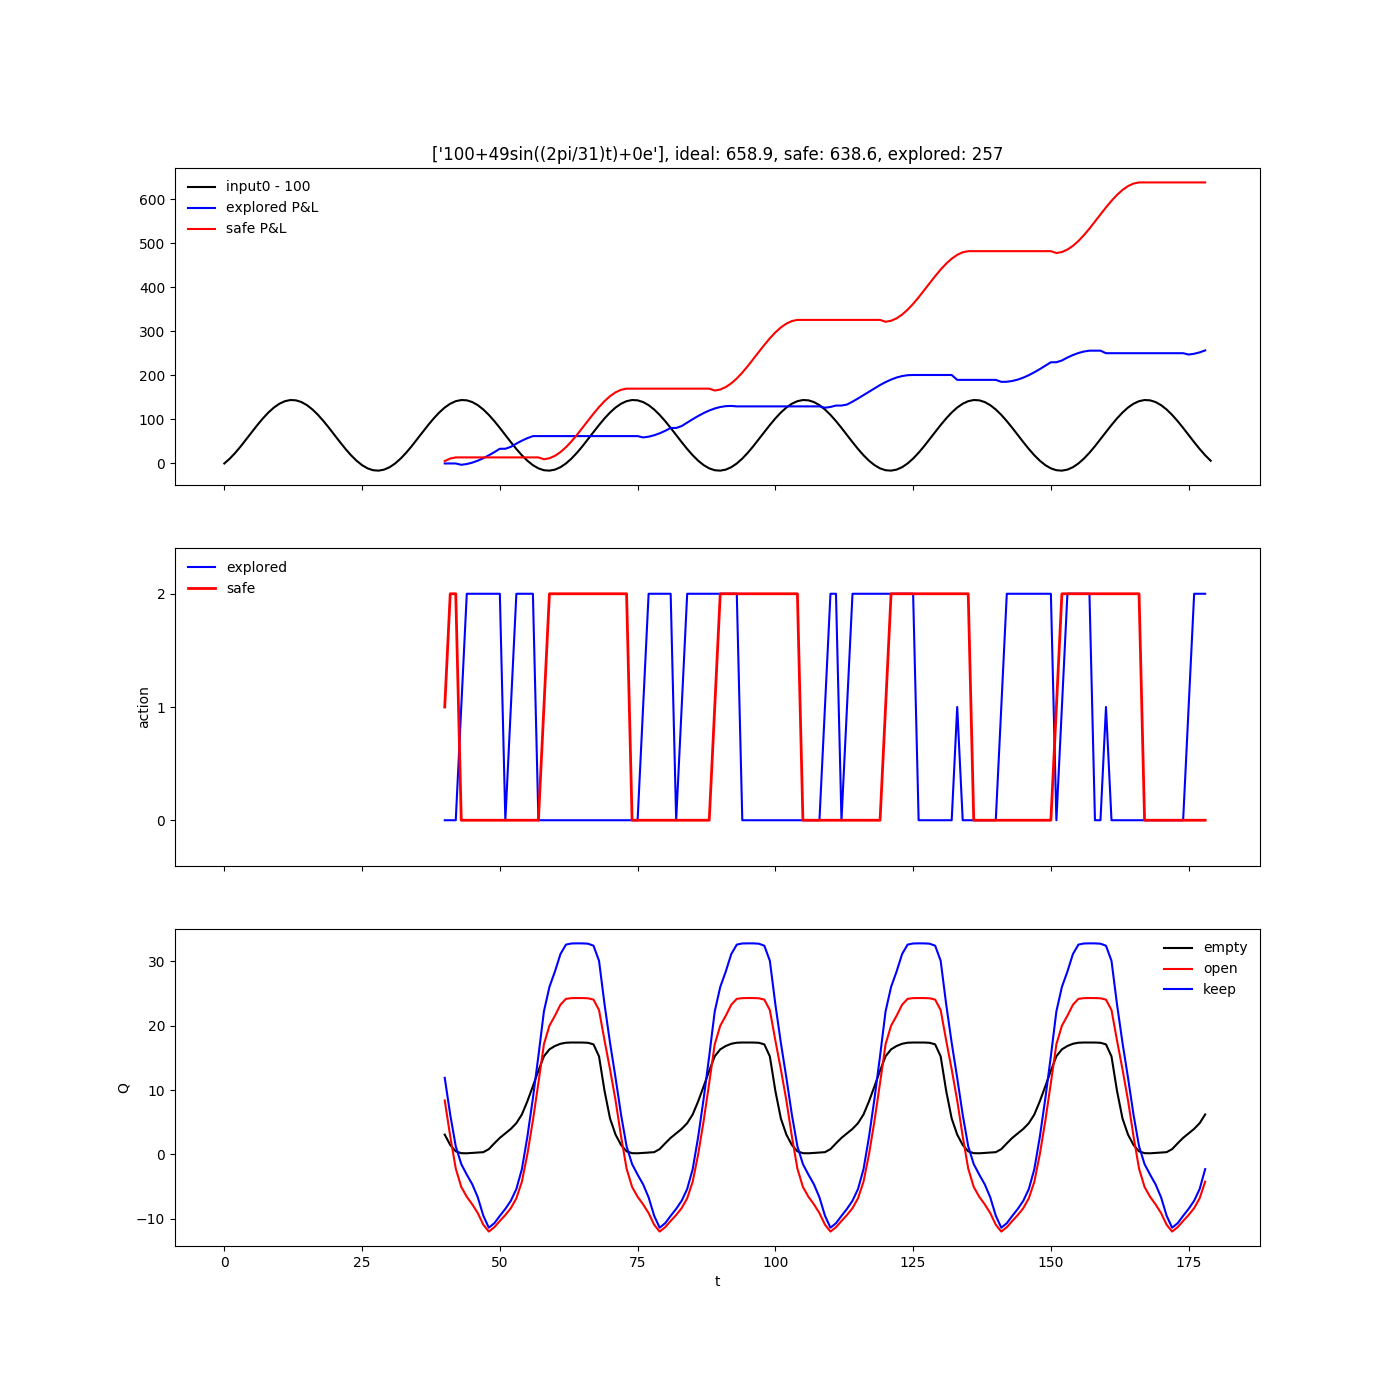 ['100+49sin((2pi/31)t)+0e'], ideal: 658.9, safe: 638.6, explored: 257
input0 - 100
explored P&L
safe P&L
600
500
400
300
200
100
0
explored
safe
2
1
0
action
empty
open
keep
30
20
10
0
−10
Q
0 25 50 75 100 125 150 175
t